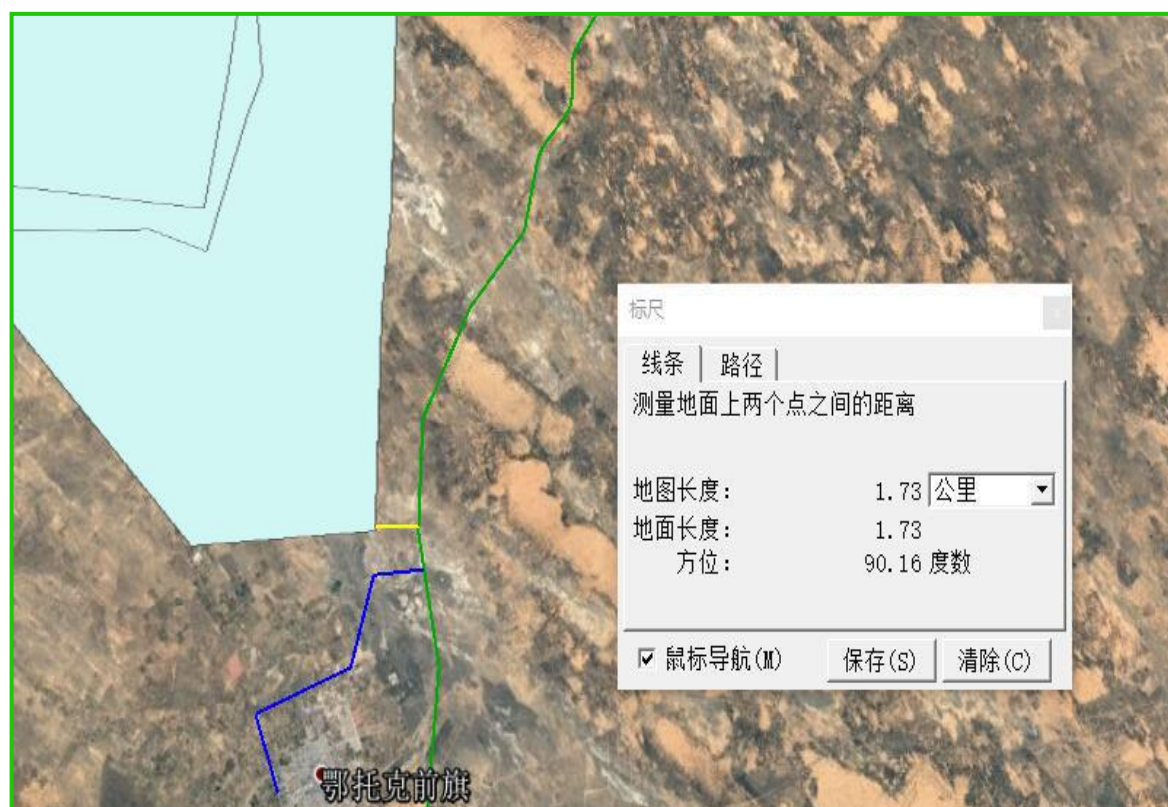 标尺
线条 路径
测量地面上两个点之间的距离
地图长度: 1.73 公里
地面长度: 1.73
方位: 90.16 度数
鼠标导航(M) 保存(S) 清除(C)
鄂托克前旗